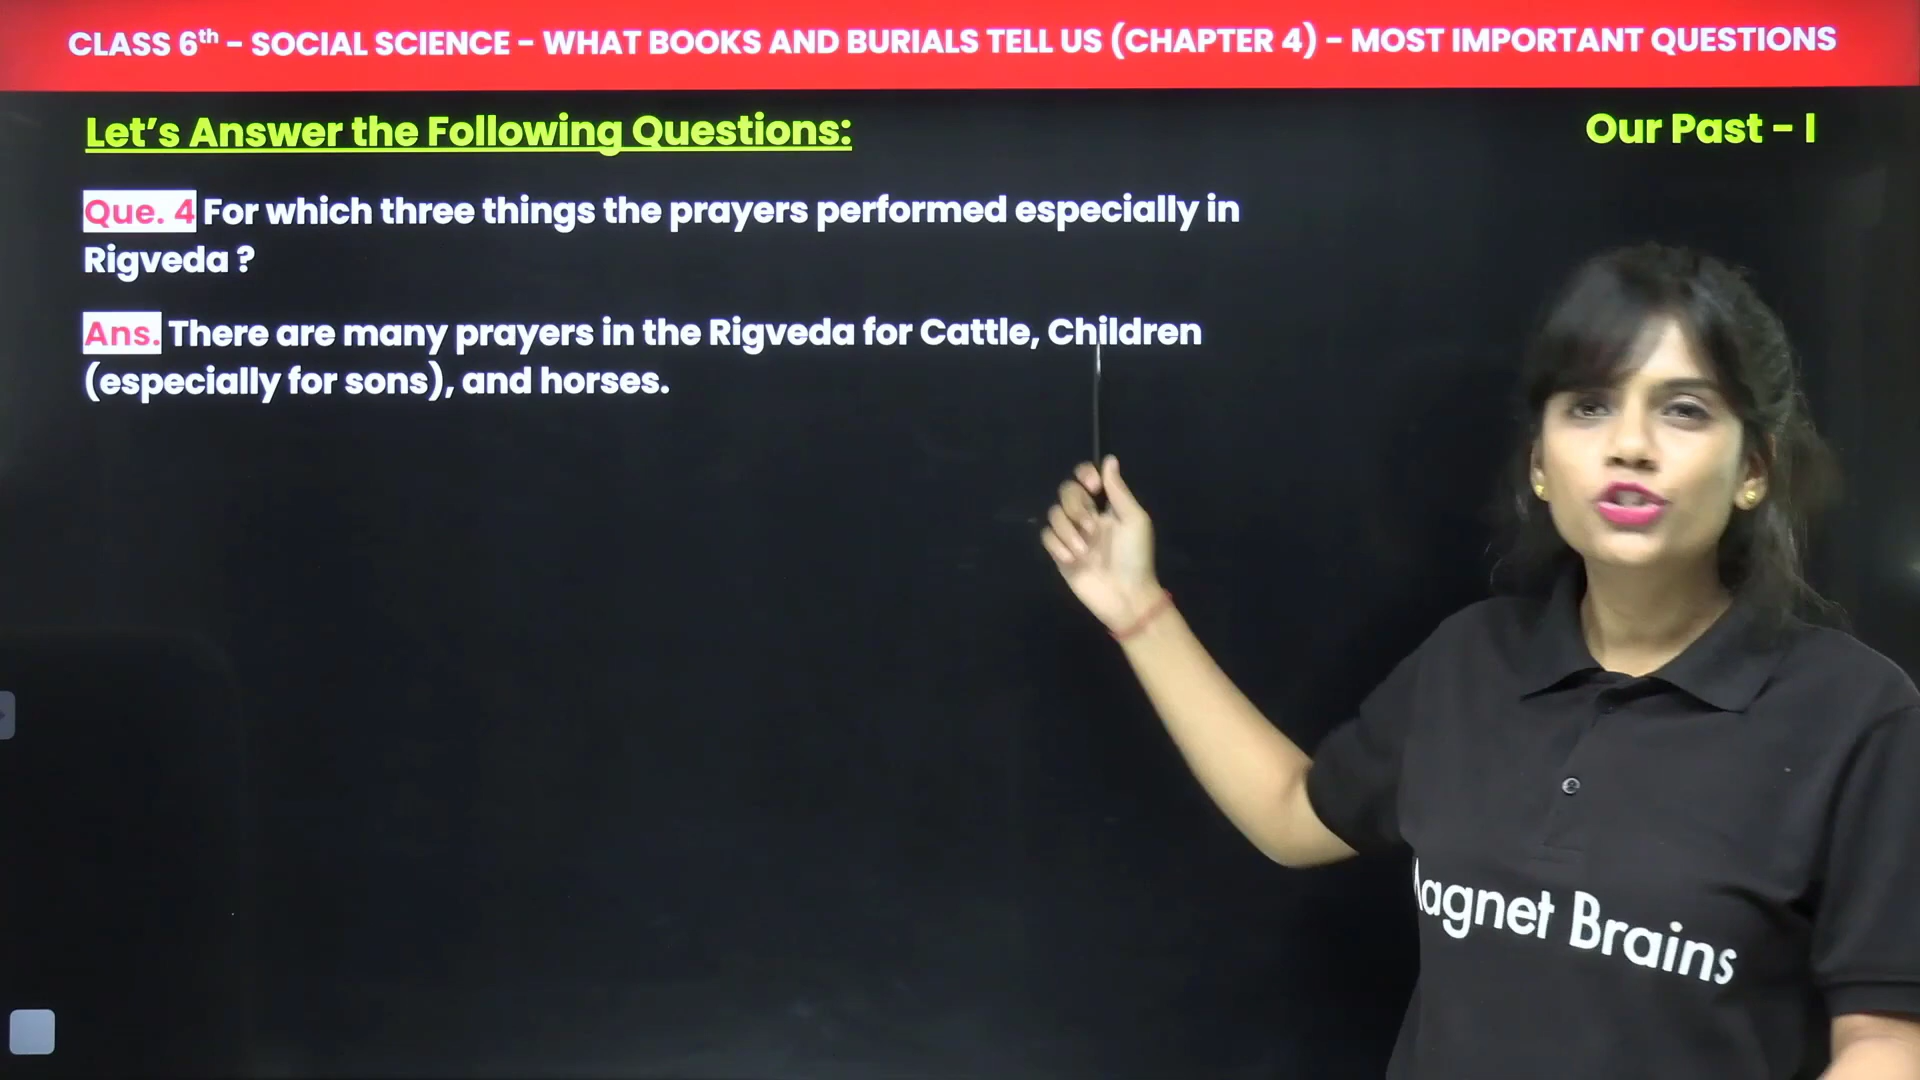 CLASS 6th – SOCIAL SCIENCE – WHAT BOOKS AND BURIALS TELL US (CHAPTER 4) – MOST IMPORTANT QUESTIONS
Let’s Answer the Following Questions:
Our Past – I
Que. 4 For which three things the prayers performed especially in
Rigveda ?
Ans. There are many prayers in the Rigveda for Cattle, Children
(especially for sons), and horses.
Magnet Brains